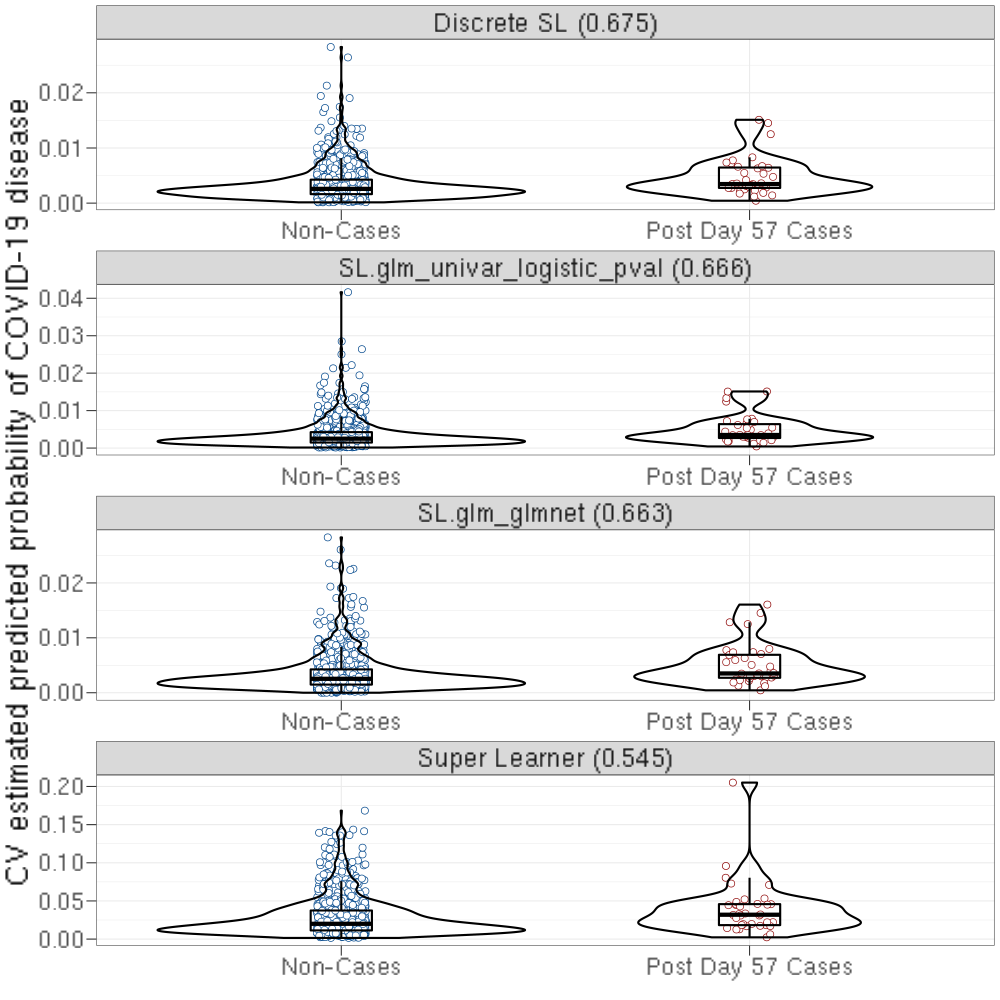 CV estimated predicted probability of COVID-19 disease
Discrete SL (0.675)
0.02
0.01
0.00
Non-Cases
Post Day 57 Cases
SL.glm_univar_logistic_pval (0.666)
0.04
0.03
0.02
0.01
0.00
Non-Cases
Post Day 57 Cases
SL.glm_glmnet (0.663)
0.02
0.01
0.00
Non-Cases
Post Day 57 Cases
Super Learner (0.545)
0.20
0.15
0.10
0.05
0.00
Non-Cases
Post Day 57 Cases